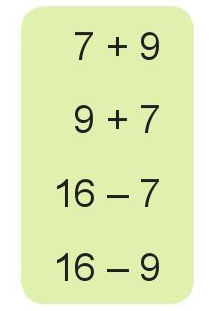 7 + 9
9 + 7
16 – 7
16 – 9